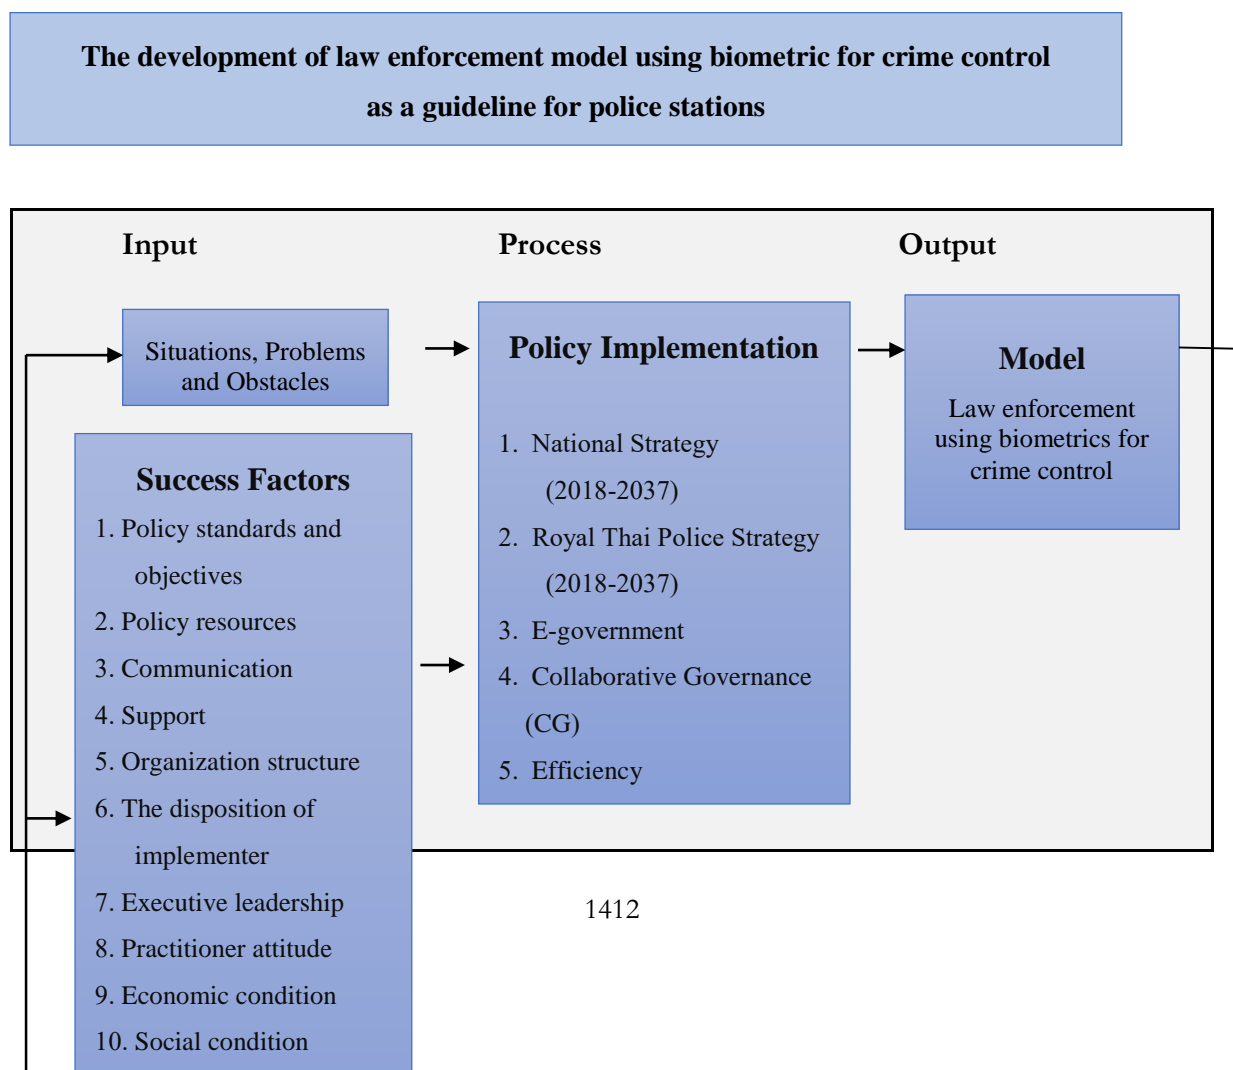 The development of law enforcement model using biometric for crime control
as a guideline for police stations
Input
Process
Output
Situations, Problems
and Obstacles
Success Factors
1. Policy standards and
objectives
2. Policy resources
3. Communication
4. Support
5. Organization structure
6. The disposition of
implementer
7. Executive leadership
8. Practitioner attitude
9. Economic condition
10. Social condition
Policy Implementation
1. National Strategy
(2018-2037)
2. Royal Thai Police Strategy
(2018-2037)
3. E-government
4. Collaborative Governance
(CG)
5. Efficiency
Model
Law enforcement
using biometrics for
crime control
1412